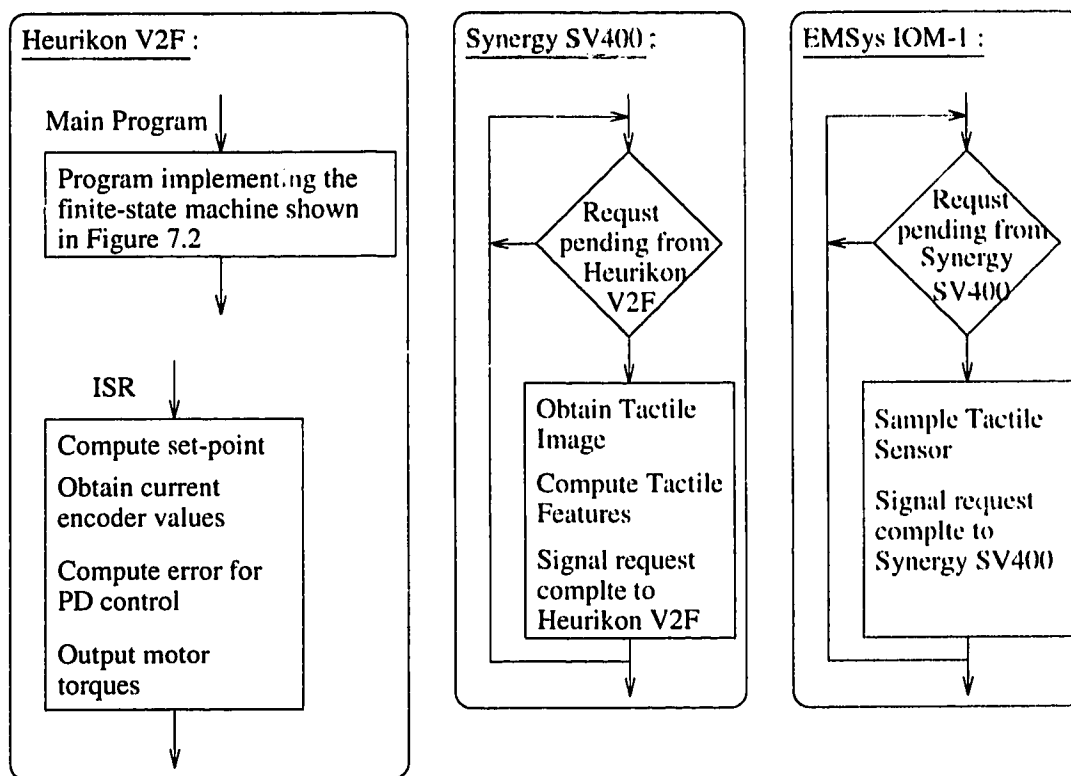 Heurikon V2F :
Main Program
Program implementing the
finite-state machine shown
in Figure 7.2
ISR
Compute set-point
Obtain current
encoder values
Compute error for
PD control
Output motor
torques
Synergy SV400 :
Requst
pending from
Heurikon
V2F
Obtain Tactile
Image
Compute Tactile
Features
Signal request
complte to
Heurikon V2F
EMSys IOM-1 :
Requst
pending from
Synergy
SV400
Sample Tactile
Sensor
Signal request
complte to
Synergy SV400